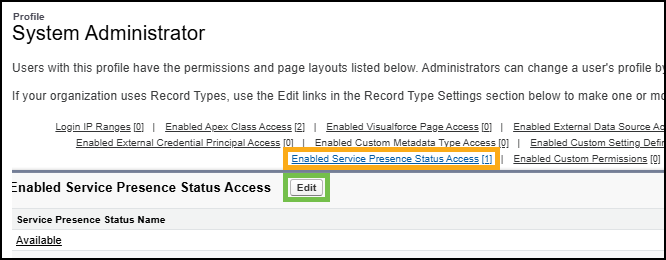 Profile
System Administrator
Users with this profile have the permissions and page layouts listed below. Administrators can change a user's profile by
If your organization uses Record Types, use the Edit links in the Record Type Settings section below to make one or mo
Login IP Ranges [0] | Enabled Apex Class Access [2] | Enabled Visualforce Page Access [0] | Enabled External Data Source Ac
Enabled External Credential Principal Access [0] | Enabled Custom Metadata Type Access [0] | Enabled Custom Setting Defin
Enabled Service Presence Status Access [1] | Enabled Custom Permissions [0]
Enabled Service Presence Status Access Edit
Service Presence Status Name
Available